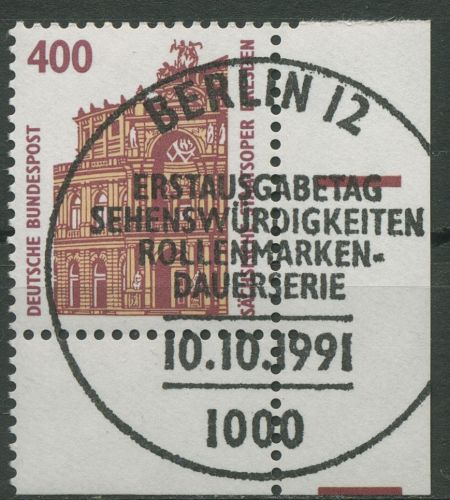 400
DEUTSCHE BUNDESPOST
SÄCHSISCHE STAATSOPER DRESDEN
BERLIN 12
ERSTAUSGABETAG
SEHENSWÜRDIGKEITEN
ROLLENMARKEN-
DAUERSERIE
10.10.1991
1000